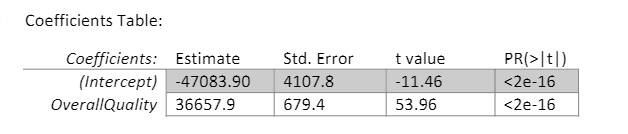 Coefficients Table:
Coefficients: Estimate Std. Error t value PR(>|t|)
(Intercept) -47083.90 4107.8 -11.46 <2e-16
OverallQuality 36657.9 679.4 53.96 <2e-16